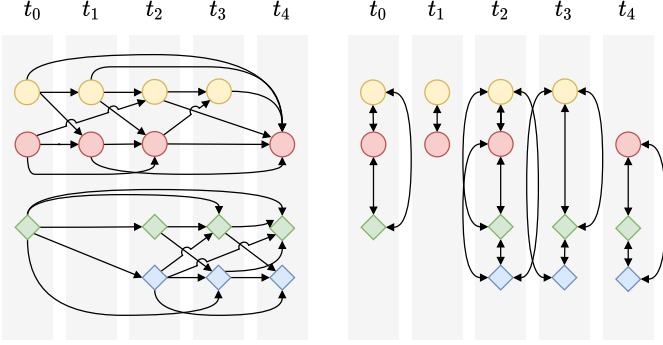 t₀ t₁ t₂ t₃ t₄ t₀ t₁ t₂ t₃ t₄